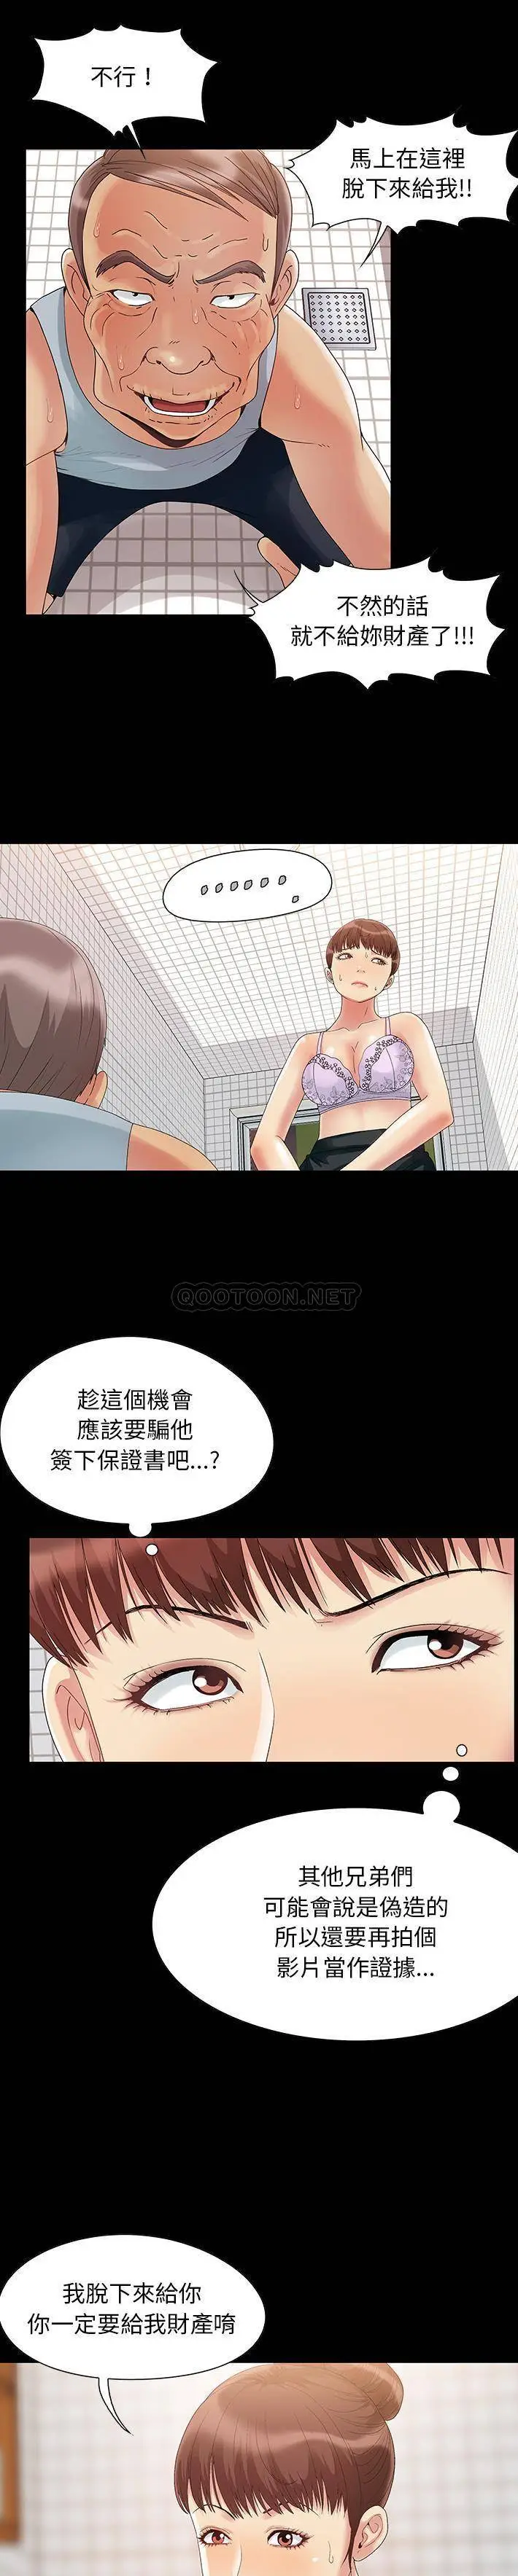 不行！
馬上在這裡
脫下來給我!!
不然的話
就不給妳財產了!!!
......
QOOTOON.NET
趁這個機會
應該要騙他
簽下保證書吧...?
其他兄弟們
可能會說是偽造的
所以還要再拍個
影片當作證據...
我脫下來給你
你一定要給我財產唷